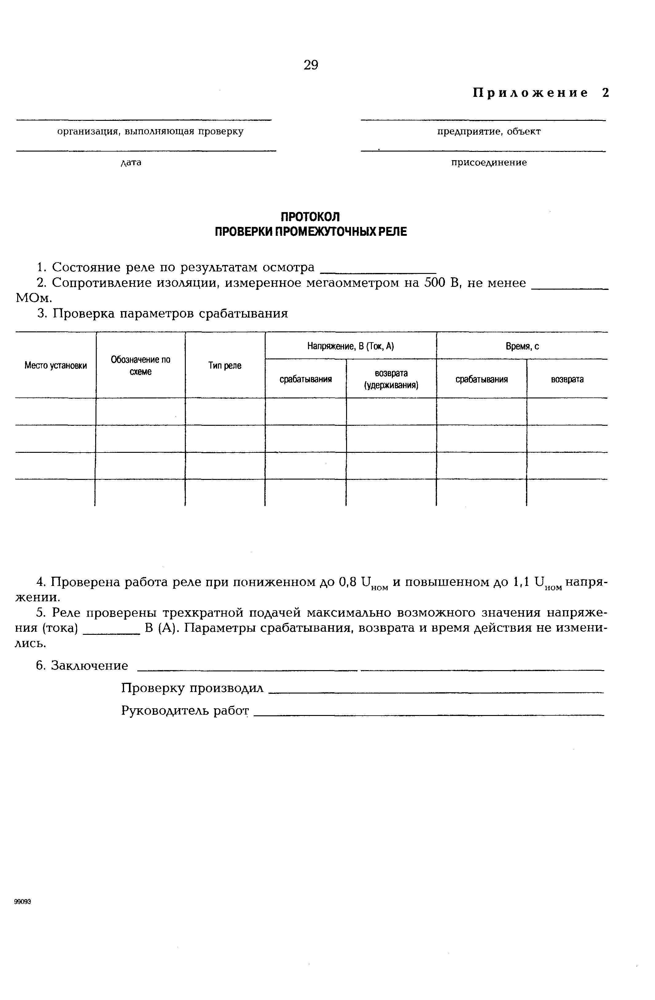 29
Приложение 2
организация, выполняющая проверку
предприятие, объект
дата
присоединение
ПРОТОКОЛ
ПРОВЕРКИ ПРОМЕЖУТОЧНЫХ РЕЛЕ
1. Состояние реле по результатам осмотра
2. Сопротивление изоляции, измеренное мегаомметром на 500 В, не менее
МОм.
3. Проверка параметров срабатывания
Место установки
Обозначение по
схеме
Тип реле
Напряжение, В (Ток, А)
Время, с
срабатывания
возврата
(удерживания)
срабатывания
возврата
4. Проверена работа реле при пониженном до 0,8 Uном и повышенном до 1,1 Uном напря-
жении.
5. Реле проверены трехкратной подачей максимально возможного значения напряже-
ния (тока) ________ В (А). Параметры срабатывания, возврата и время действия не измени-
лись.
6. Заключение
Проверку производил
Руководитель работ
99093